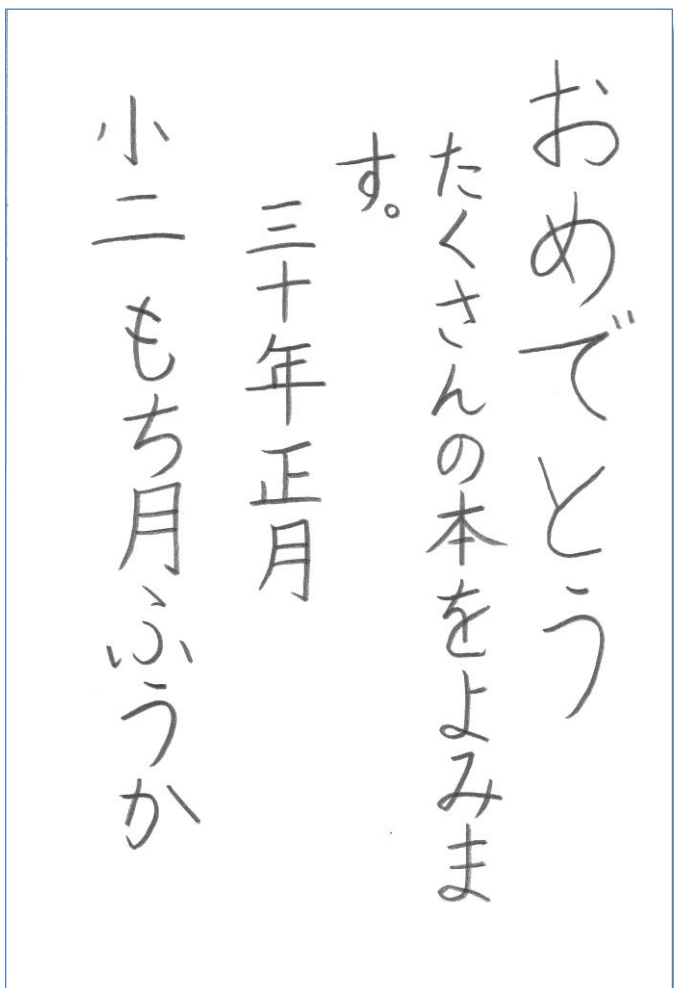 おめでとう
たくさんの本をよみま
す。
三十年正月
小二 もち月ふうか